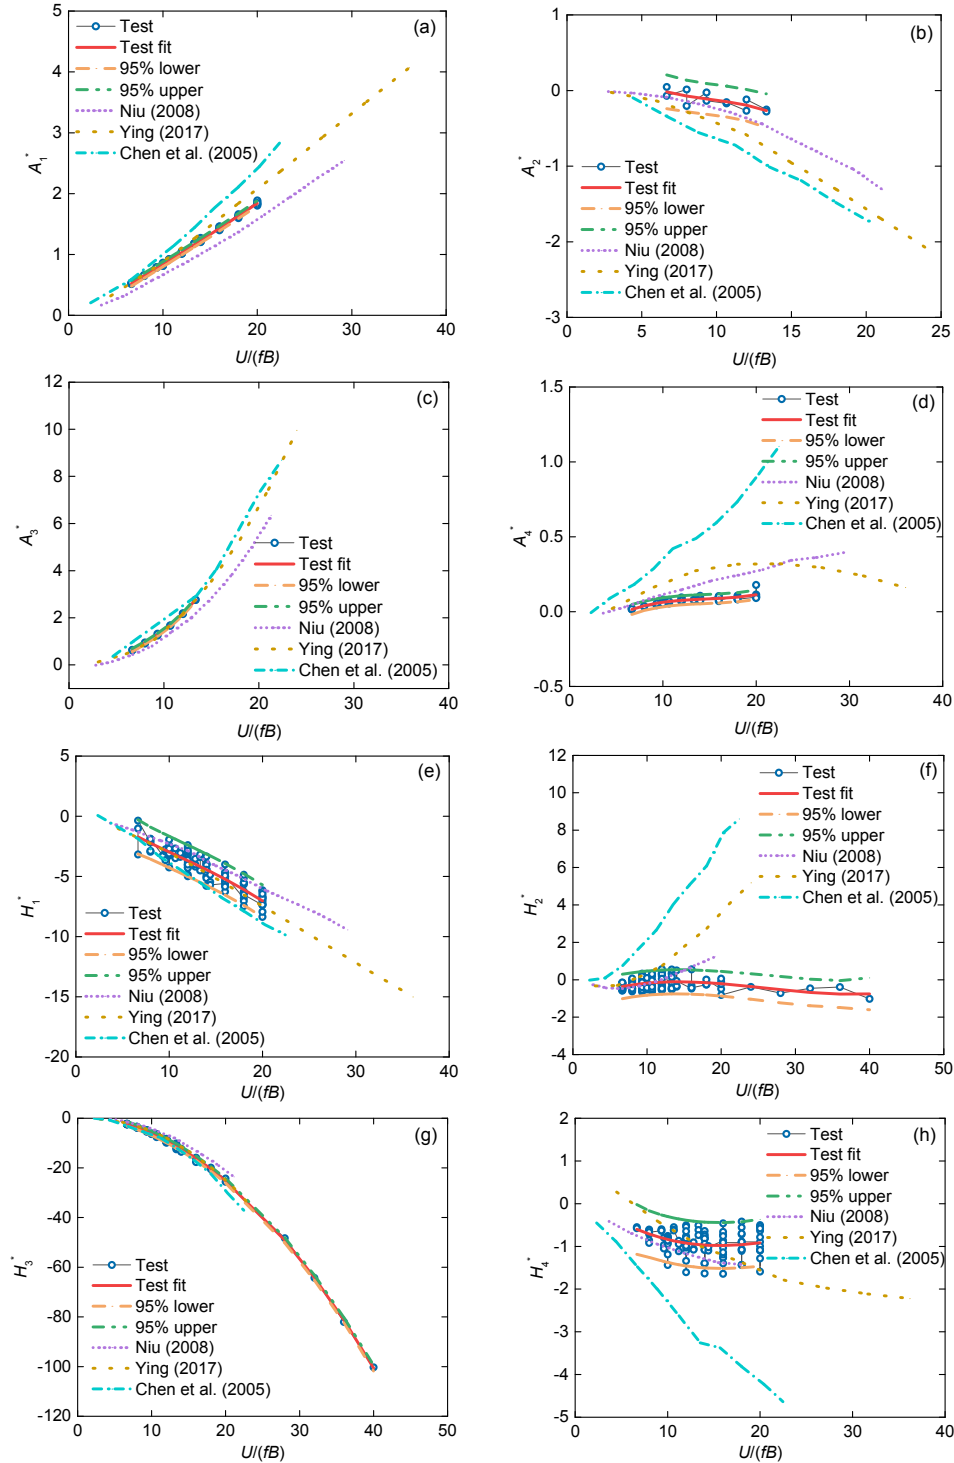 (a)
5
4
3
2
1
0
A₁*
Test
Test fit
95% lower
95% upper
Niu (2008)
Ying (2017)
Chen et al. (2005)
0 10 20 30 40
U/(fB)
(b)
1
0
-1
-2
-3
A₂*
Test
Test fit
95% lower
95% upper
Niu (2008)
Ying (2017)
Chen et al. (2005)
0 5 10 15 20 25
U/(fB)
(c)
12
10
8
6
4
2
0
A₃*
Test
Test fit
95% lower
95% upper
Niu (2008)
Ying (2017)
Chen et al. (2005)
0 10 20 30 40
U/(fB)
(d)
1.5
1.0
0.5
0.0
-0.5
A₄*
Test
Test fit
95% lower
95% upper
Niu (2008)
Ying (2017)
Chen et al. (2005)
0 10 20 30 40
U/(fB)
(e)
5
0
-5
-10
-15
-20
H₁*
Test
Test fit
95% lower
95% upper
Niu (2008)
Ying (2017)
Chen et al. (2005)
0 10 20 30 40
U/(fB)
(f)
12
10
8
6
4
2
0
-2
-4
H₂*
Test
Test fit
95% lower
95% upper
Niu (2008)
Ying (2017)
Chen et al. (2005)
0 10 20 30 40 50
U/(fB)
(g)
0
-20
-40
-60
-80
-100
-120
H₃*
Test
Test fit
95% lower
95% upper
Niu (2008)
Ying (2017)
Chen et al. (2005)
0 10 20 30 40 50
U/(fB)
(h)
2
1
0
-1
-2
-3
-4
-5
H₄*
Test
Test fit
95% lower
95% upper
Niu (2008)
Ying (2017)
Chen et al. (2005)
0 10 20 30 40
U/(fB)